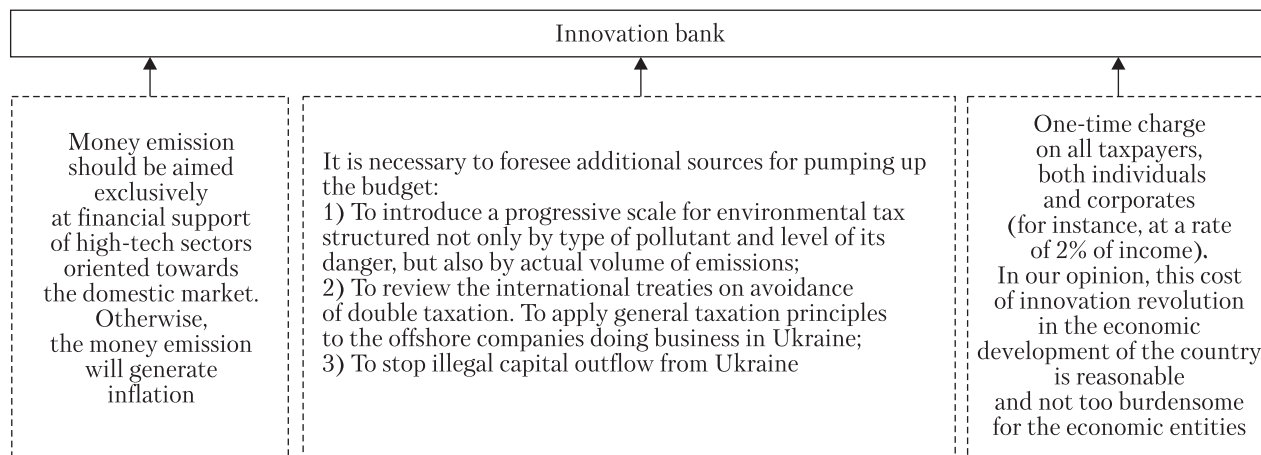 Innovation bank
Money emission
should be aimed
exclusively
at financial support
of high-tech sectors
oriented towards
the domestic market.
Otherwise,
the money emission
will generate
inflation
It is necessary to foresee additional sources for pumping up
the budget:
1) To introduce a progressive scale for environmental tax
structured not only by type of pollutant and level of its
danger, but also by actual volume of emissions;
2) To review the international treaties on avoidance
of double taxation. To apply general taxation principles
to the offshore companies doing business in Ukraine;
3) To stop illegal capital outflow from Ukraine
One-time charge
on all taxpayers,
both individuals
and corporates
(for instance, at a rate
of 2% of income).
In our opinion, this cost
of innovation revolution
in the economic
development of the country
is reasonable
and not too burdensome
for the economic entities